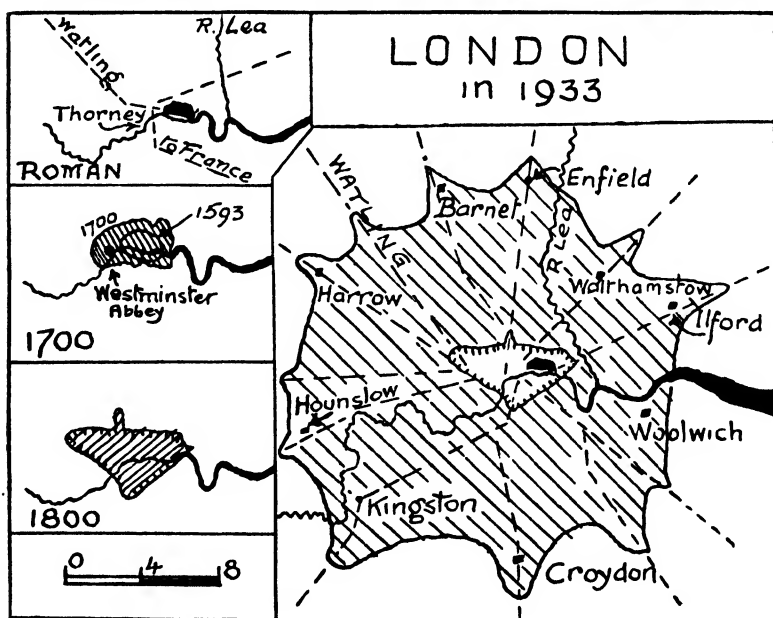 LONDON
in 1933
Watling
R. Lea
Thorney
to France
ROMAN
1700
1593
Westminster
Abbey
1700
1800
0 4 8
WATLING
Enfield
Barnet
R Lea
Harrow
Walthamstow
Ilford
Hounslow
Woolwich
Kingston
Croydon